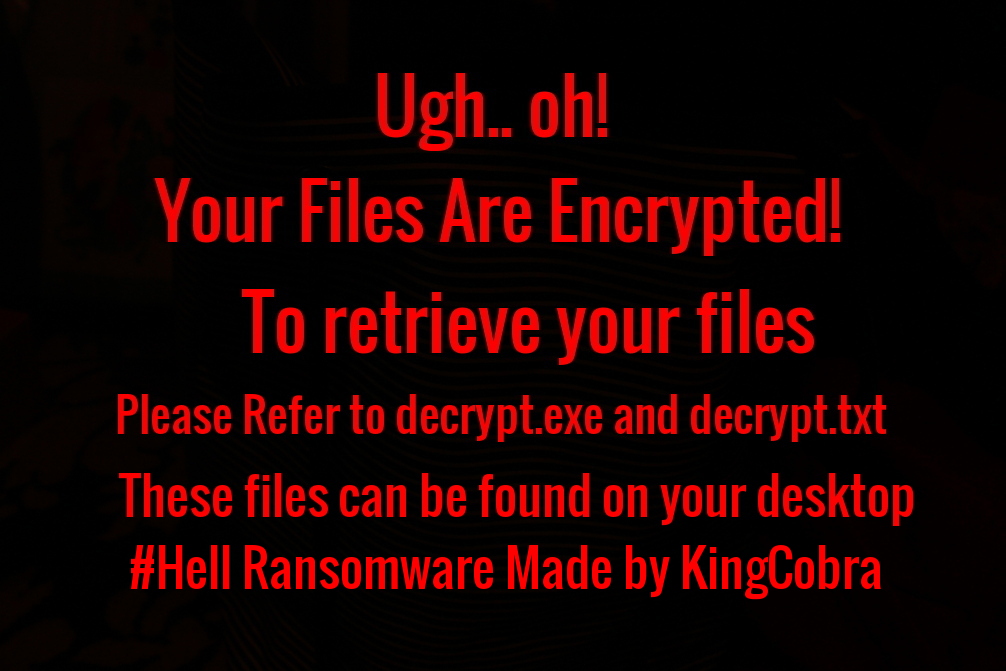 Ugh.. oh!
Your Files Are Encrypted!
To retrieve your files
Please Refer to decrypt.exe and decrypt.txt
These files can be found on your desktop
#Hell Ransomware Made by KingCobra